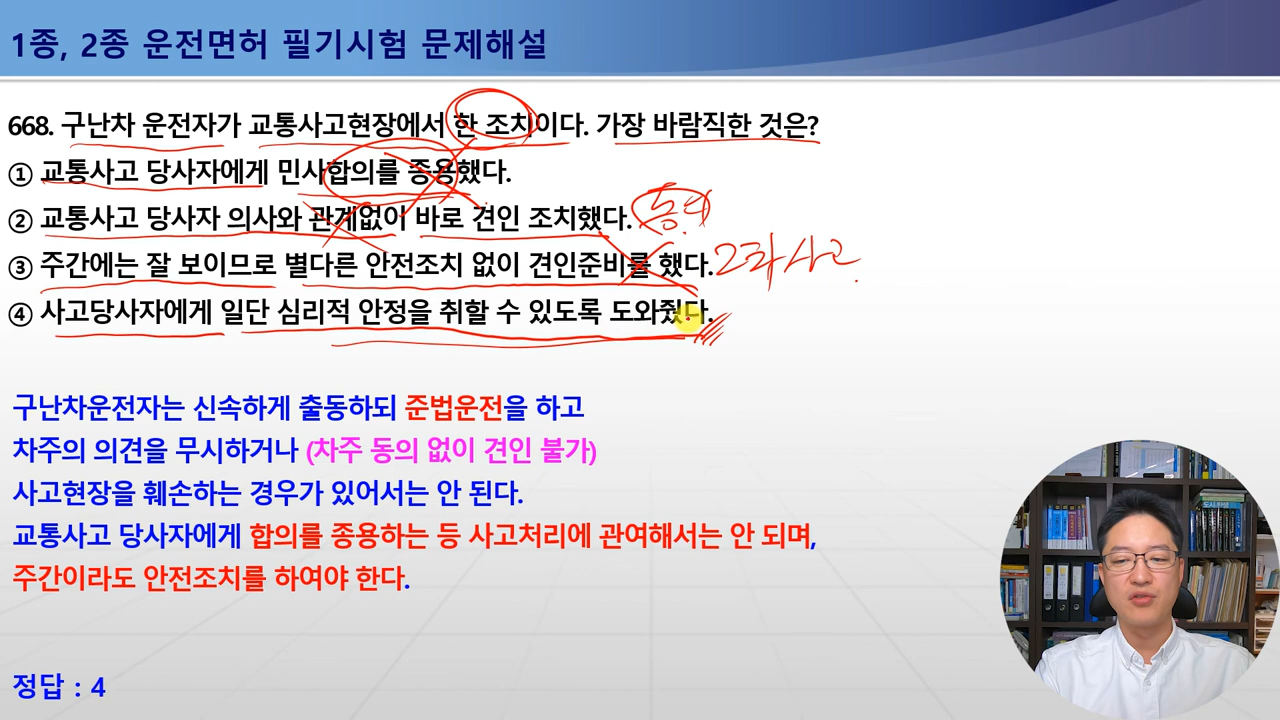 1종, 2종 운전면허 필기시험 문제해설
668. 구난차 운전자가 교통사고현장에서 한 조치이다. 가장 바람직한 것은?
① 교통사고 당사자에게 민사합의를 종용했다.
② 교통사고 당사자 의사와 관계없이 바로 견인 조치했다. 동의
③ 주간에는 잘 보이므로 별다른 안전조치 없이 견인준비를 했다. 2차사고
④ 사고당사자에게 일단 심리적 안정을 취할 수 있도록 도와줬다.
구난차운전자는 신속하게 출동하되 준법운전을 하고
차주의 의견을 무시하거나 (차주 동의 없이 견인 불가)
사고현장을 훼손하는 경우가 있어서는 안 된다.
교통사고 당사자에게 합의를 종용하는 등 사고처리에 관여해서는 안 되며,
주간이라도 안전조치를 하여야 한다.
정답 : 4